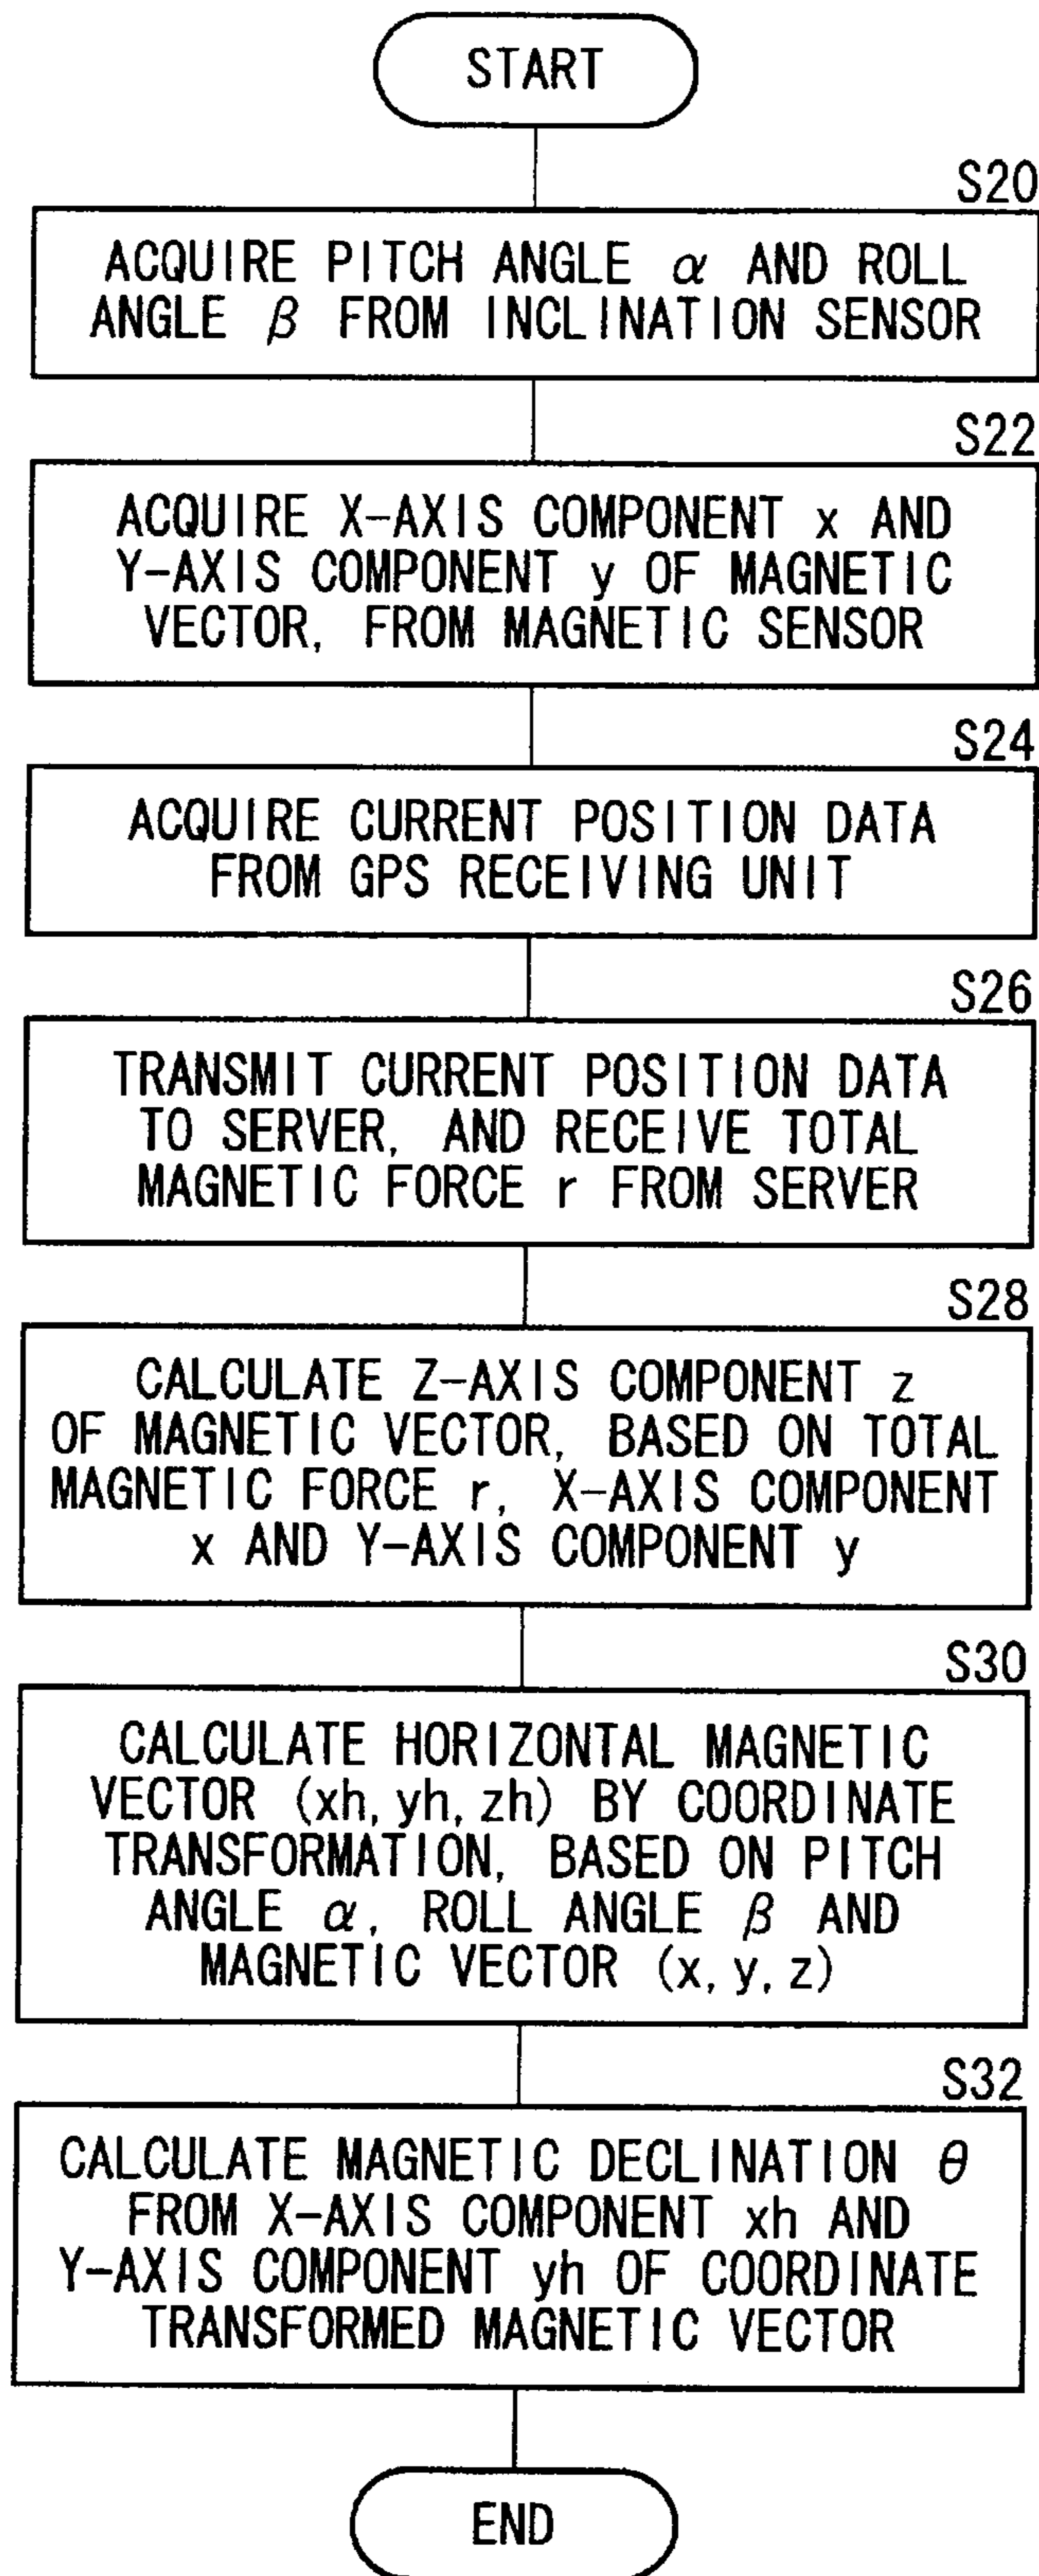 START
S20
ACQUIRE PITCH ANGLE α AND ROLL
ANGLE β FROM INCLINATION SENSOR
S22
ACQUIRE X-AXIS COMPONENT x AND
Y-AXIS COMPONENT y OF MAGNETIC
VECTOR, FROM MAGNETIC SENSOR
S24
ACQUIRE CURRENT POSITION DATA
FROM GPS RECEIVING UNIT
S26
TRANSMIT CURRENT POSITION DATA
TO SERVER, AND RECEIVE TOTAL
MAGNETIC FORCE r FROM SERVER
S28
CALCULATE Z-AXIS COMPONENT z
OF MAGNETIC VECTOR, BASED ON TOTAL
MAGNETIC FORCE r, X-AXIS COMPONENT
x AND Y-AXIS COMPONENT y
S30
CALCULATE HORIZONTAL MAGNETIC
VECTOR (xh, yh, zh) BY COORDINATE
TRANSFORMATION, BASED ON PITCH
ANGLE α, ROLL ANGLE β AND
MAGNETIC VECTOR (x, y, z)
S32
CALCULATE MAGNETIC DECLINATION θ
FROM X-AXIS COMPONENT xh AND
Y-AXIS COMPONENT yh OF COORDINATE
TRANSFORMED MAGNETIC VECTOR
END